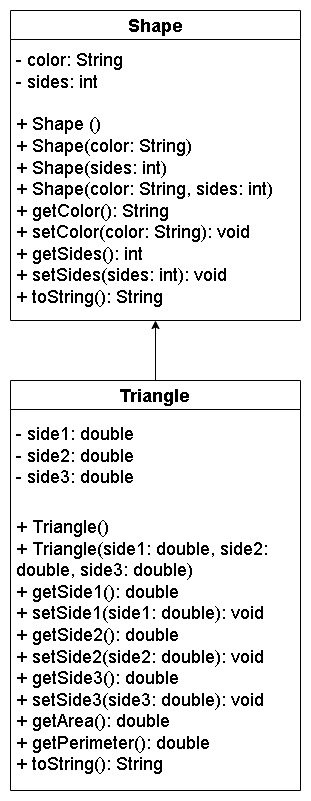 Shape
- color: String
- sides: int
+ Shape ()
+ Shape(color: String)
+ Shape(sides: int)
+ Shape(color: String, sides: int)
+ getColor(): String
+ setColor(color: String): void
+ getSides(): int
+ setSides(sides: int): void
+ toString(): String
Triangle
- side1: double
- side2: double
- side3: double
+ Triangle()
+ Triangle(side1: double, side2:
double, side3: double)
+ getSide1(): double
+ setSide1(side1: double): void
+ getSide2(): double
+ setSide2(side2: double): void
+ getSide3(): double
+ setSide3(side3: double): void
+ getArea(): double
+ getPerimeter(): double
+ toString(): String